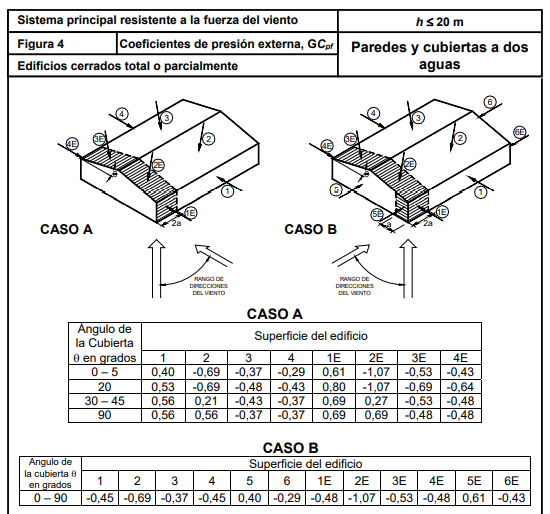 Sistema principal resistente a la fuerza del viento
h ≤ 20 m
Figura 4
Coeficientes de presión externa, GCpf
Paredes y cubiertas a dos
aguas
Edificios cerrados total o parcialmente
4
3
3E
4E
2
2E
θ
1
1E
2a
CASO A
RANGO DE
DIRECCIONES
DEL VIENTO
4
3
6
3E
4E
2
6E
2E
θ
1
5E
1E
a
2a
CASO B
RANGO DE
DIRECCIONES
DEL VIENTO
CASO A
Ángulo de
la Cubierta
θ en grados
Superficie del edificio
1 2 3 4 1E 2E 3E 4E
0 – 5 0,40 -0,69 -0,37 -0,29 0,61 -1,07 -0,53 -0,43
20 0,53 -0,69 -0,48 -0,43 0,80 -1,07 -0,69 -0,64
30 – 45 0,56 0,21 -0,43 -0,37 0,69 0,27 -0,53 -0,48
90 0,56 0,56 -0,37 -0,37 0,69 0,69 -0,48 -0,48
CASO B
Angulo de
la cubierta θ
en grados
Superficie del edificio
1 2 3 4 5 6 1E 2E 3E 4E 5E 6E
0 – 90 -0,45 -0,69 -0,37 -0,45 0,40 -0,29 -0,48 -1,07 -0,53 -0,48 0,61 -0,43